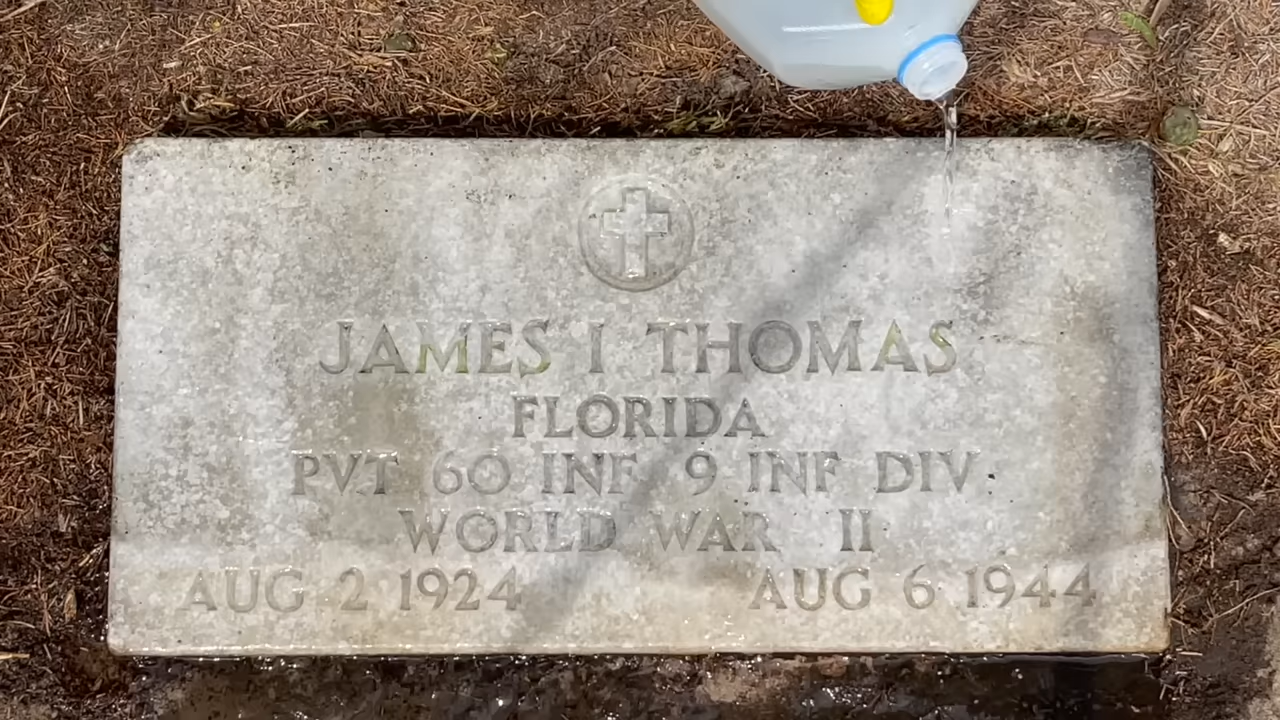 JAMES I THOMAS
FLORIDA
PVT 60 INF 9 INF DIV
WORLD WAR II
AUG 2 1924 AUG 6 1944